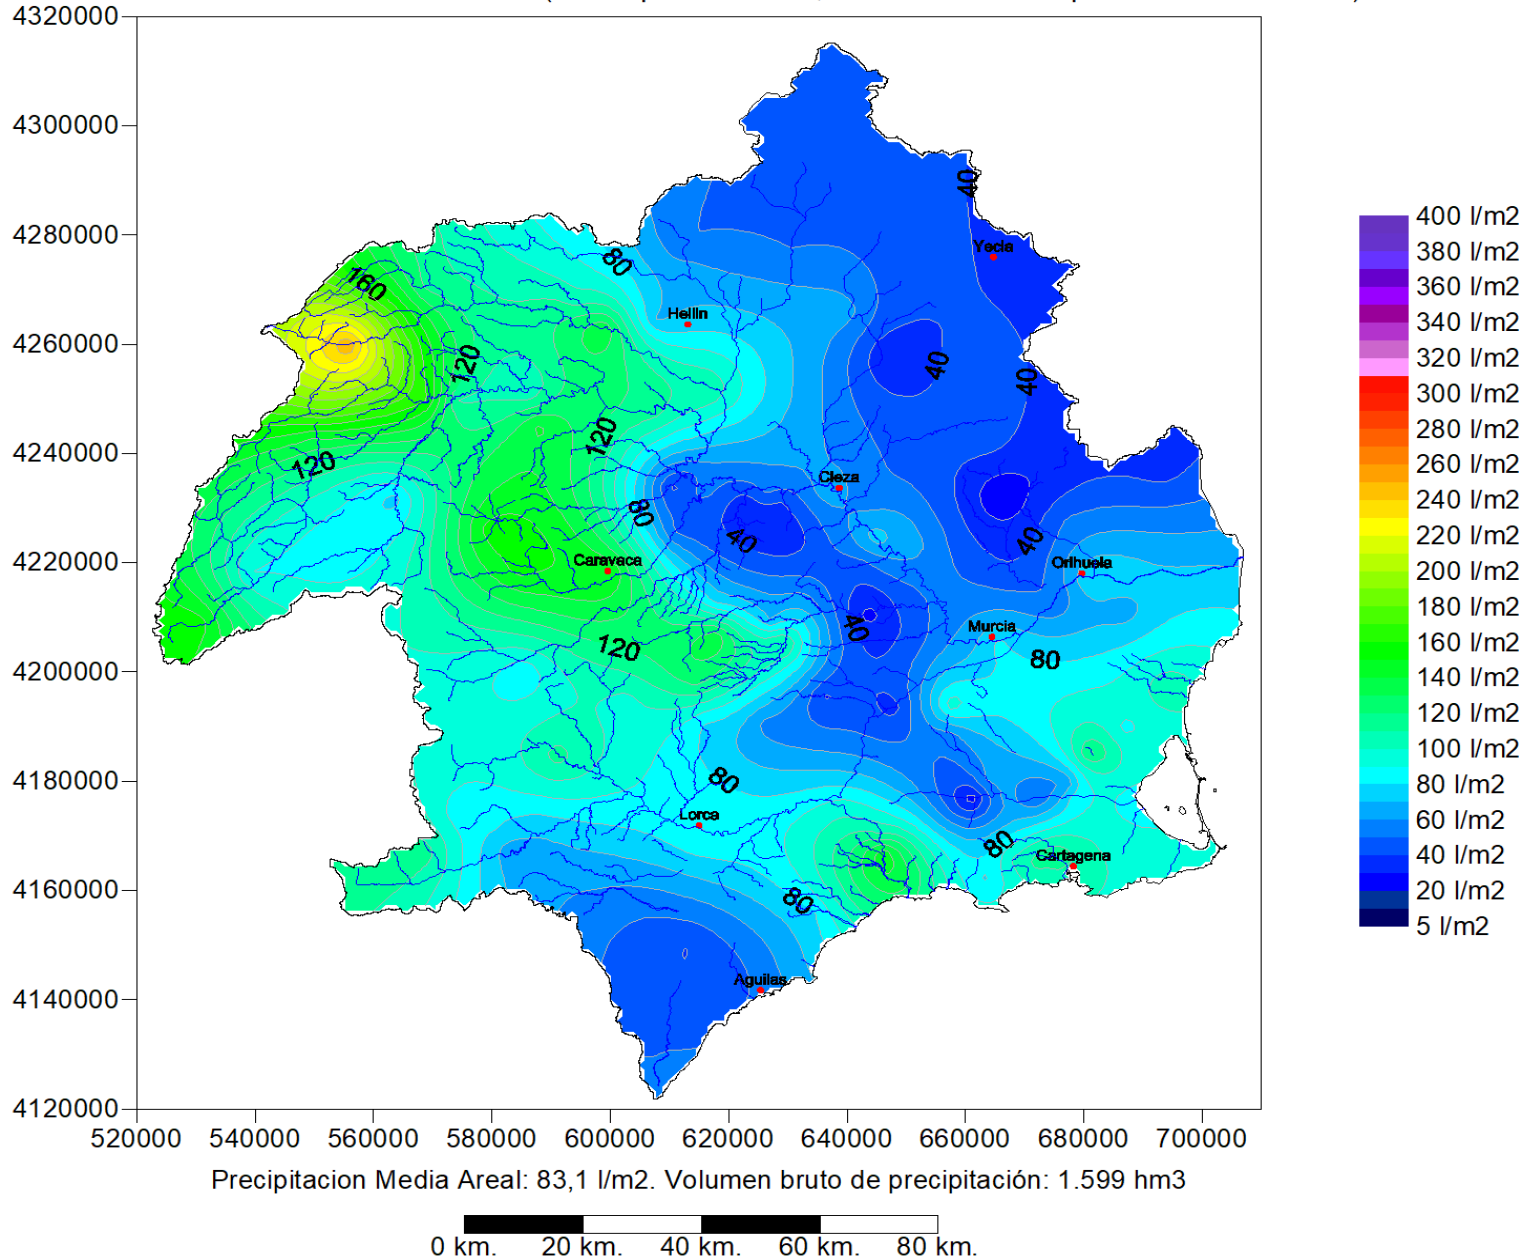 4320000
4300000
4280000
4260000
4240000
4220000
4200000
4180000
4160000
4140000
4120000
520000 540000 560000 580000 600000 620000 640000 660000 680000 700000
40
Yecla
80
160
Hellin
120
40
40
120
120
Cieza
80
40
40
Caravaca
Orihuela
40
Murcia
120
80
80
Lorca
80
Cartagena
80
Aguilas
400 l/m2
380 l/m2
360 l/m2
340 l/m2
320 l/m2
300 l/m2
280 l/m2
260 l/m2
240 l/m2
220 l/m2
200 l/m2
180 l/m2
160 l/m2
140 l/m2
120 l/m2
100 l/m2
80 l/m2
60 l/m2
40 l/m2
20 l/m2
5 l/m2
Precipitacion Media Areal: 83,1 l/m2. Volumen bruto de precipitación: 1.599 hm3
0 km. 20 km. 40 km. 60 km. 80 km.